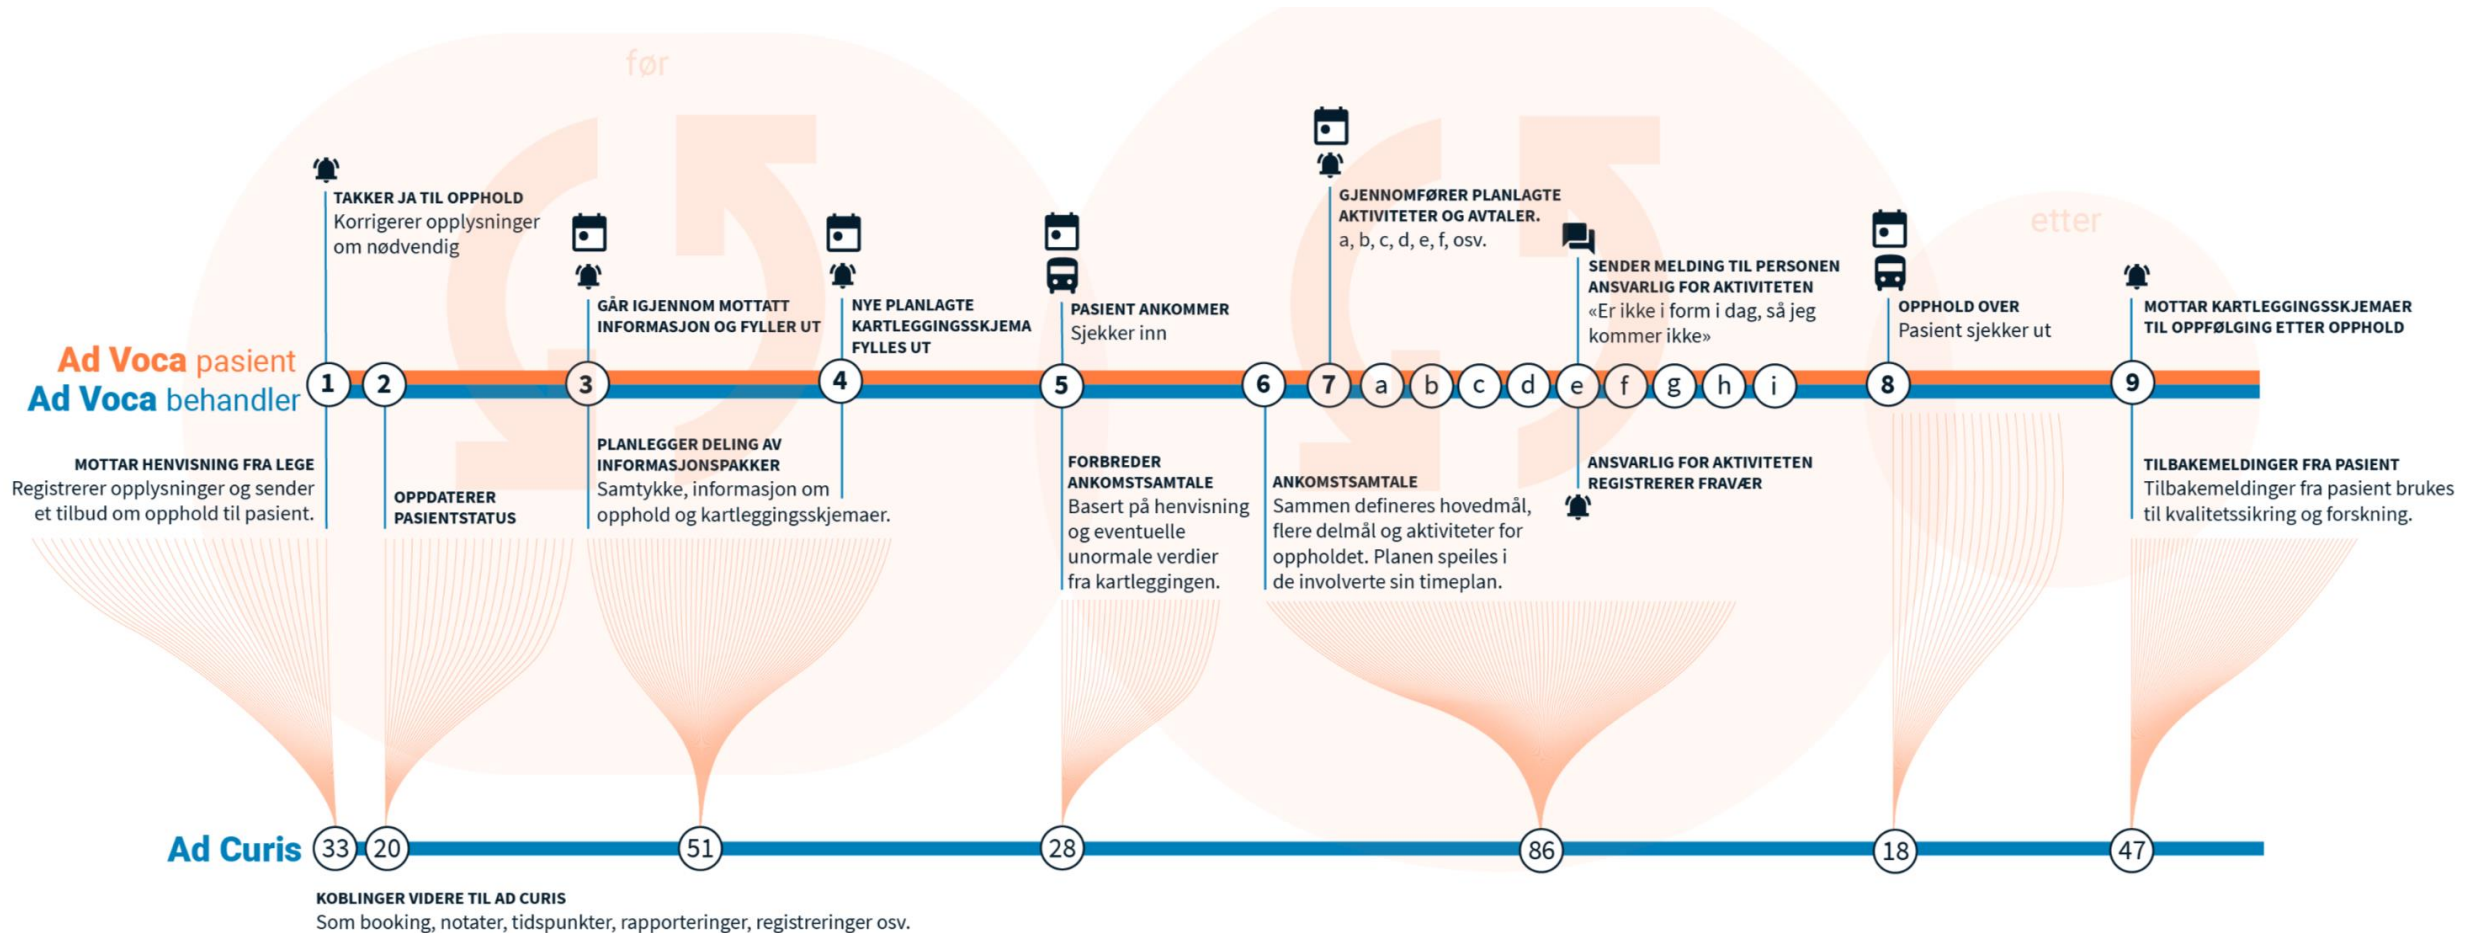 før
TAKKER JA TIL OPPHOLD
Korrigerer opplysninger
om nødvendig
GÅR IGJENNOM MOTTATT
INFORMASJON OG FYLLER UT
NYE PLANLAGTE
KARTLEGGINGSSKJEMA
FYLLES UT
PASIENT ANKOMMER
Sjekker inn
GJENNOMFØRER PLANLAGTE
AKTIVITETER OG AVTALER.
a, b, c, d, e, f, osv.
SENDER MELDING TIL PERSONEN
ANSVARLIG FOR AKTIVITETEN
«Er ikke i form i dag, så jeg
kommer ikke»
OPPHOLD OVER
Pasient sjekker ut
etter
MOTTAR KARTLEGGINGSSKJEMAER
TIL OPPFØLGING ETTER OPPHOLD
Ad Voca pasient
Ad Voca behandler
1 2 3 4 5 6 7 a b c d e f g h i 8 9
MOTTAR HENVISNING FRA LEGE
Registrerer opplysninger og sender
et tilbud om opphold til pasient.
OPPDATERER
PASIENTSTATUS
PLANLEGGER DELING AV
INFORMASJONSPAKKER
Samtykke, informasjon om
opphold og kartleggingsskjemaer.
FORBREDER
ANKOMSTSAMTALE
Basert på henvisning
og eventuelle
unormale verdier
fra kartleggingen.
ANKOMSTSAMTALE
Sammen defineres hovedmål,
flere delmål og aktiviteter for
oppholdet. Planen speiles i
de involverte sin timeplan.
ANSVARLIG FOR AKTIVITETEN
REGISTRERER FRAVÆR
TILBAKEMELDINGER FRA PASIENT
Tilbakemeldinger fra pasient brukes
til kvalitetssikring og forskning.
Ad Curis 33 20 51 28 86 18 47
KOBLINGER VIDERE TIL AD CURIS
Som booking, notater, tidspunkter, rapporteringer, registreringer osv.